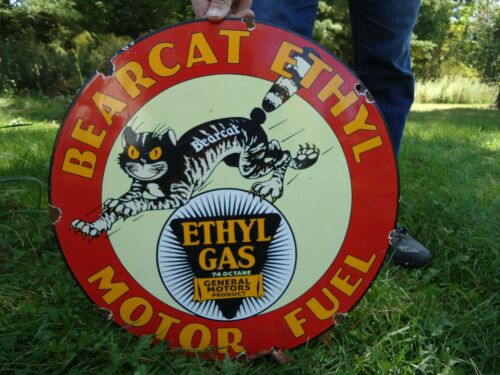 BEARCAT ETHYL
Bearcat
ETHYL
GAS
74 OCTANE
GENERAL
MOTORS
PRODUCT
MOTOR FUEL